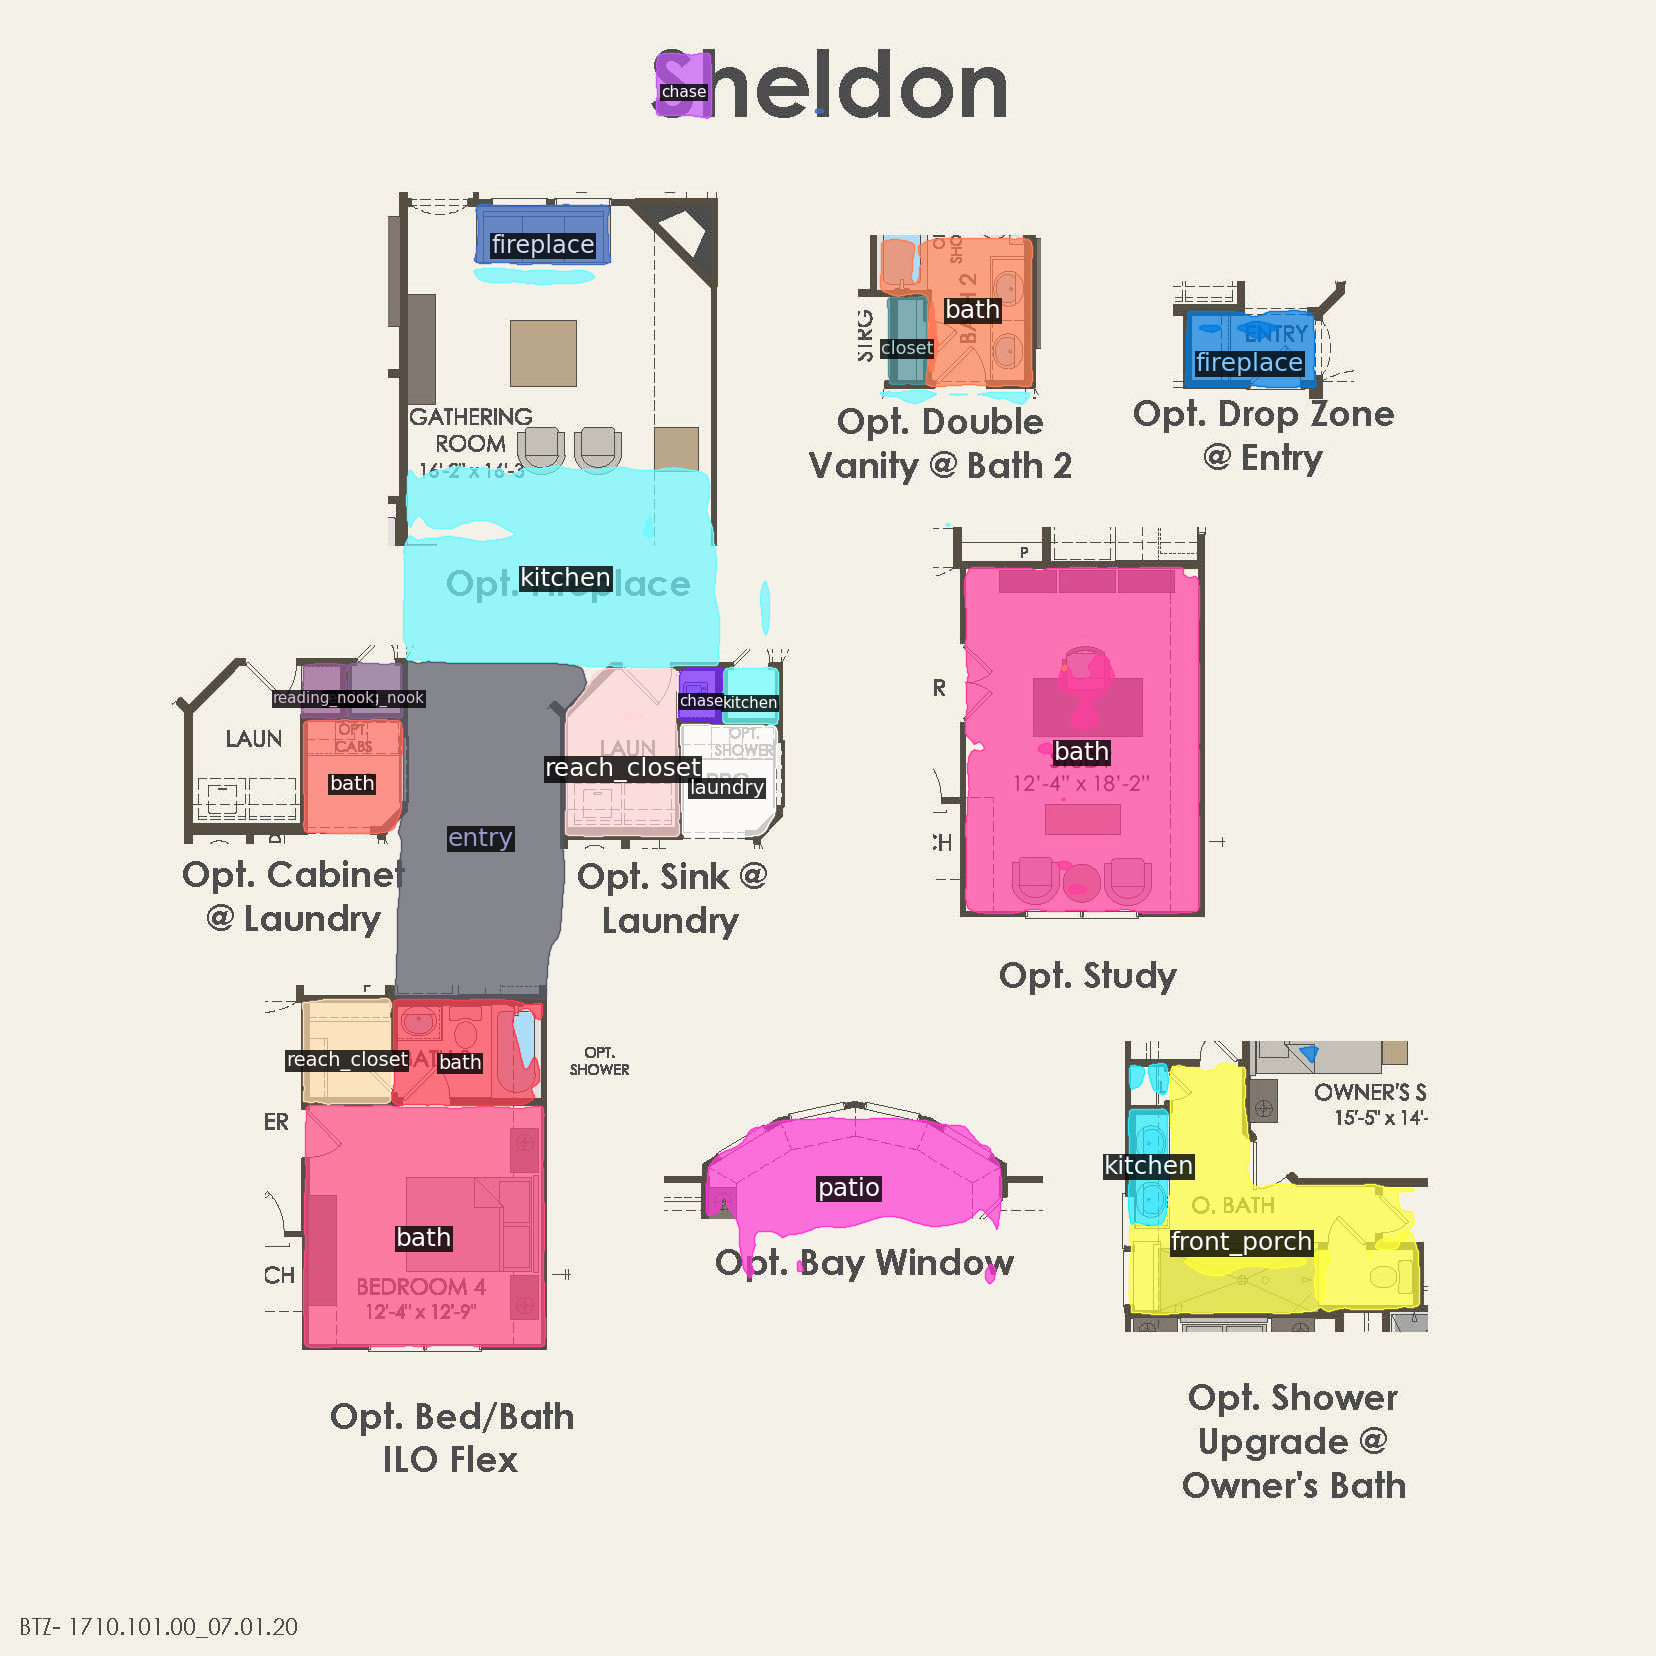 Sheldon
chase
fireplace
GATHERING
ROOM
16'-2" x 16'-3
kitchen
Opt. Fireplace
BATH 2
bath
closet
STRG
Opt. Double
Vanity @ Bath 2
ENTRY
fireplace
Opt. Drop Zone
@ Entry
P
R
bath
12'-4" x 18'-2"
CH
Opt. Study
reading_nook
_nook
LAUN
OPT.
CABS
bath
Opt. Cabinet
@ Laundry
entry
chase
kitchen
LAUN
OPT.
SHOWER
reach_closet
laundry
Opt. Sink @
Laundry
reach_closet
bath
OPT.
SHOWER
ER
bath
CH
BEDROOM 4
12'-4" x 12'-9"
Opt. Bed/Bath
ILO Flex
patio
Opt. Bay Window
OWNER'S S
15'-5" x 14'-
kitchen
O. BATH
front_porch
Opt. Shower
Upgrade @
Owner's Bath
BTZ- 1710.101.00_07.01.20